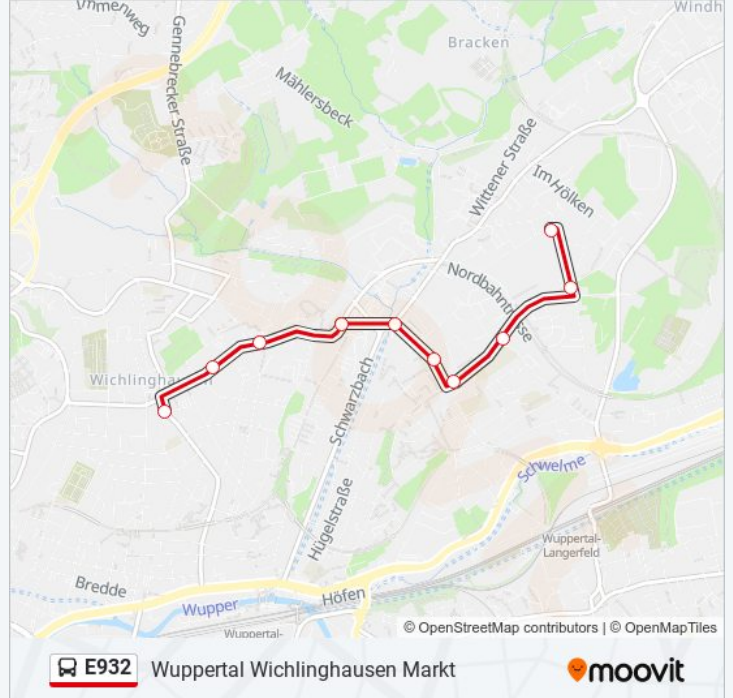 Windh
Gennebrecker Straße
Bracken
Mählersbeck
Wittener Straße
Im Hölken
Nordbahntrasse
Wichlinghausen
Schwarzbach
Schwelme
Hügelstraße
Wuppertal-
Langerfeld
Bredde
Höfen
Wupper
Wuppertal-
© OpenStreetMap contributors | © OpenMapTiles
E932 Wuppertal Wichlinghausen Markt
moovit